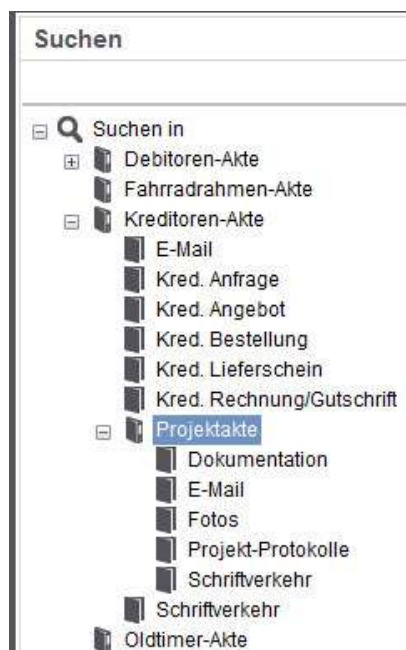 Suchen
Suchen in
Debitoren-Akte
Fahrradrahmen-Akte
Kreditoren-Akte
E-Mail
Kred. Anfrage
Kred. Angebot
Kred. Bestellung
Kred. Lieferschein
Kred. Rechnung/Gutschrift
Projektakte
Dokumentation
E-Mail
Fotos
Projekt-Protokolle
Schriftverkehr
Schriftverkehr
Oldtimer-Akte